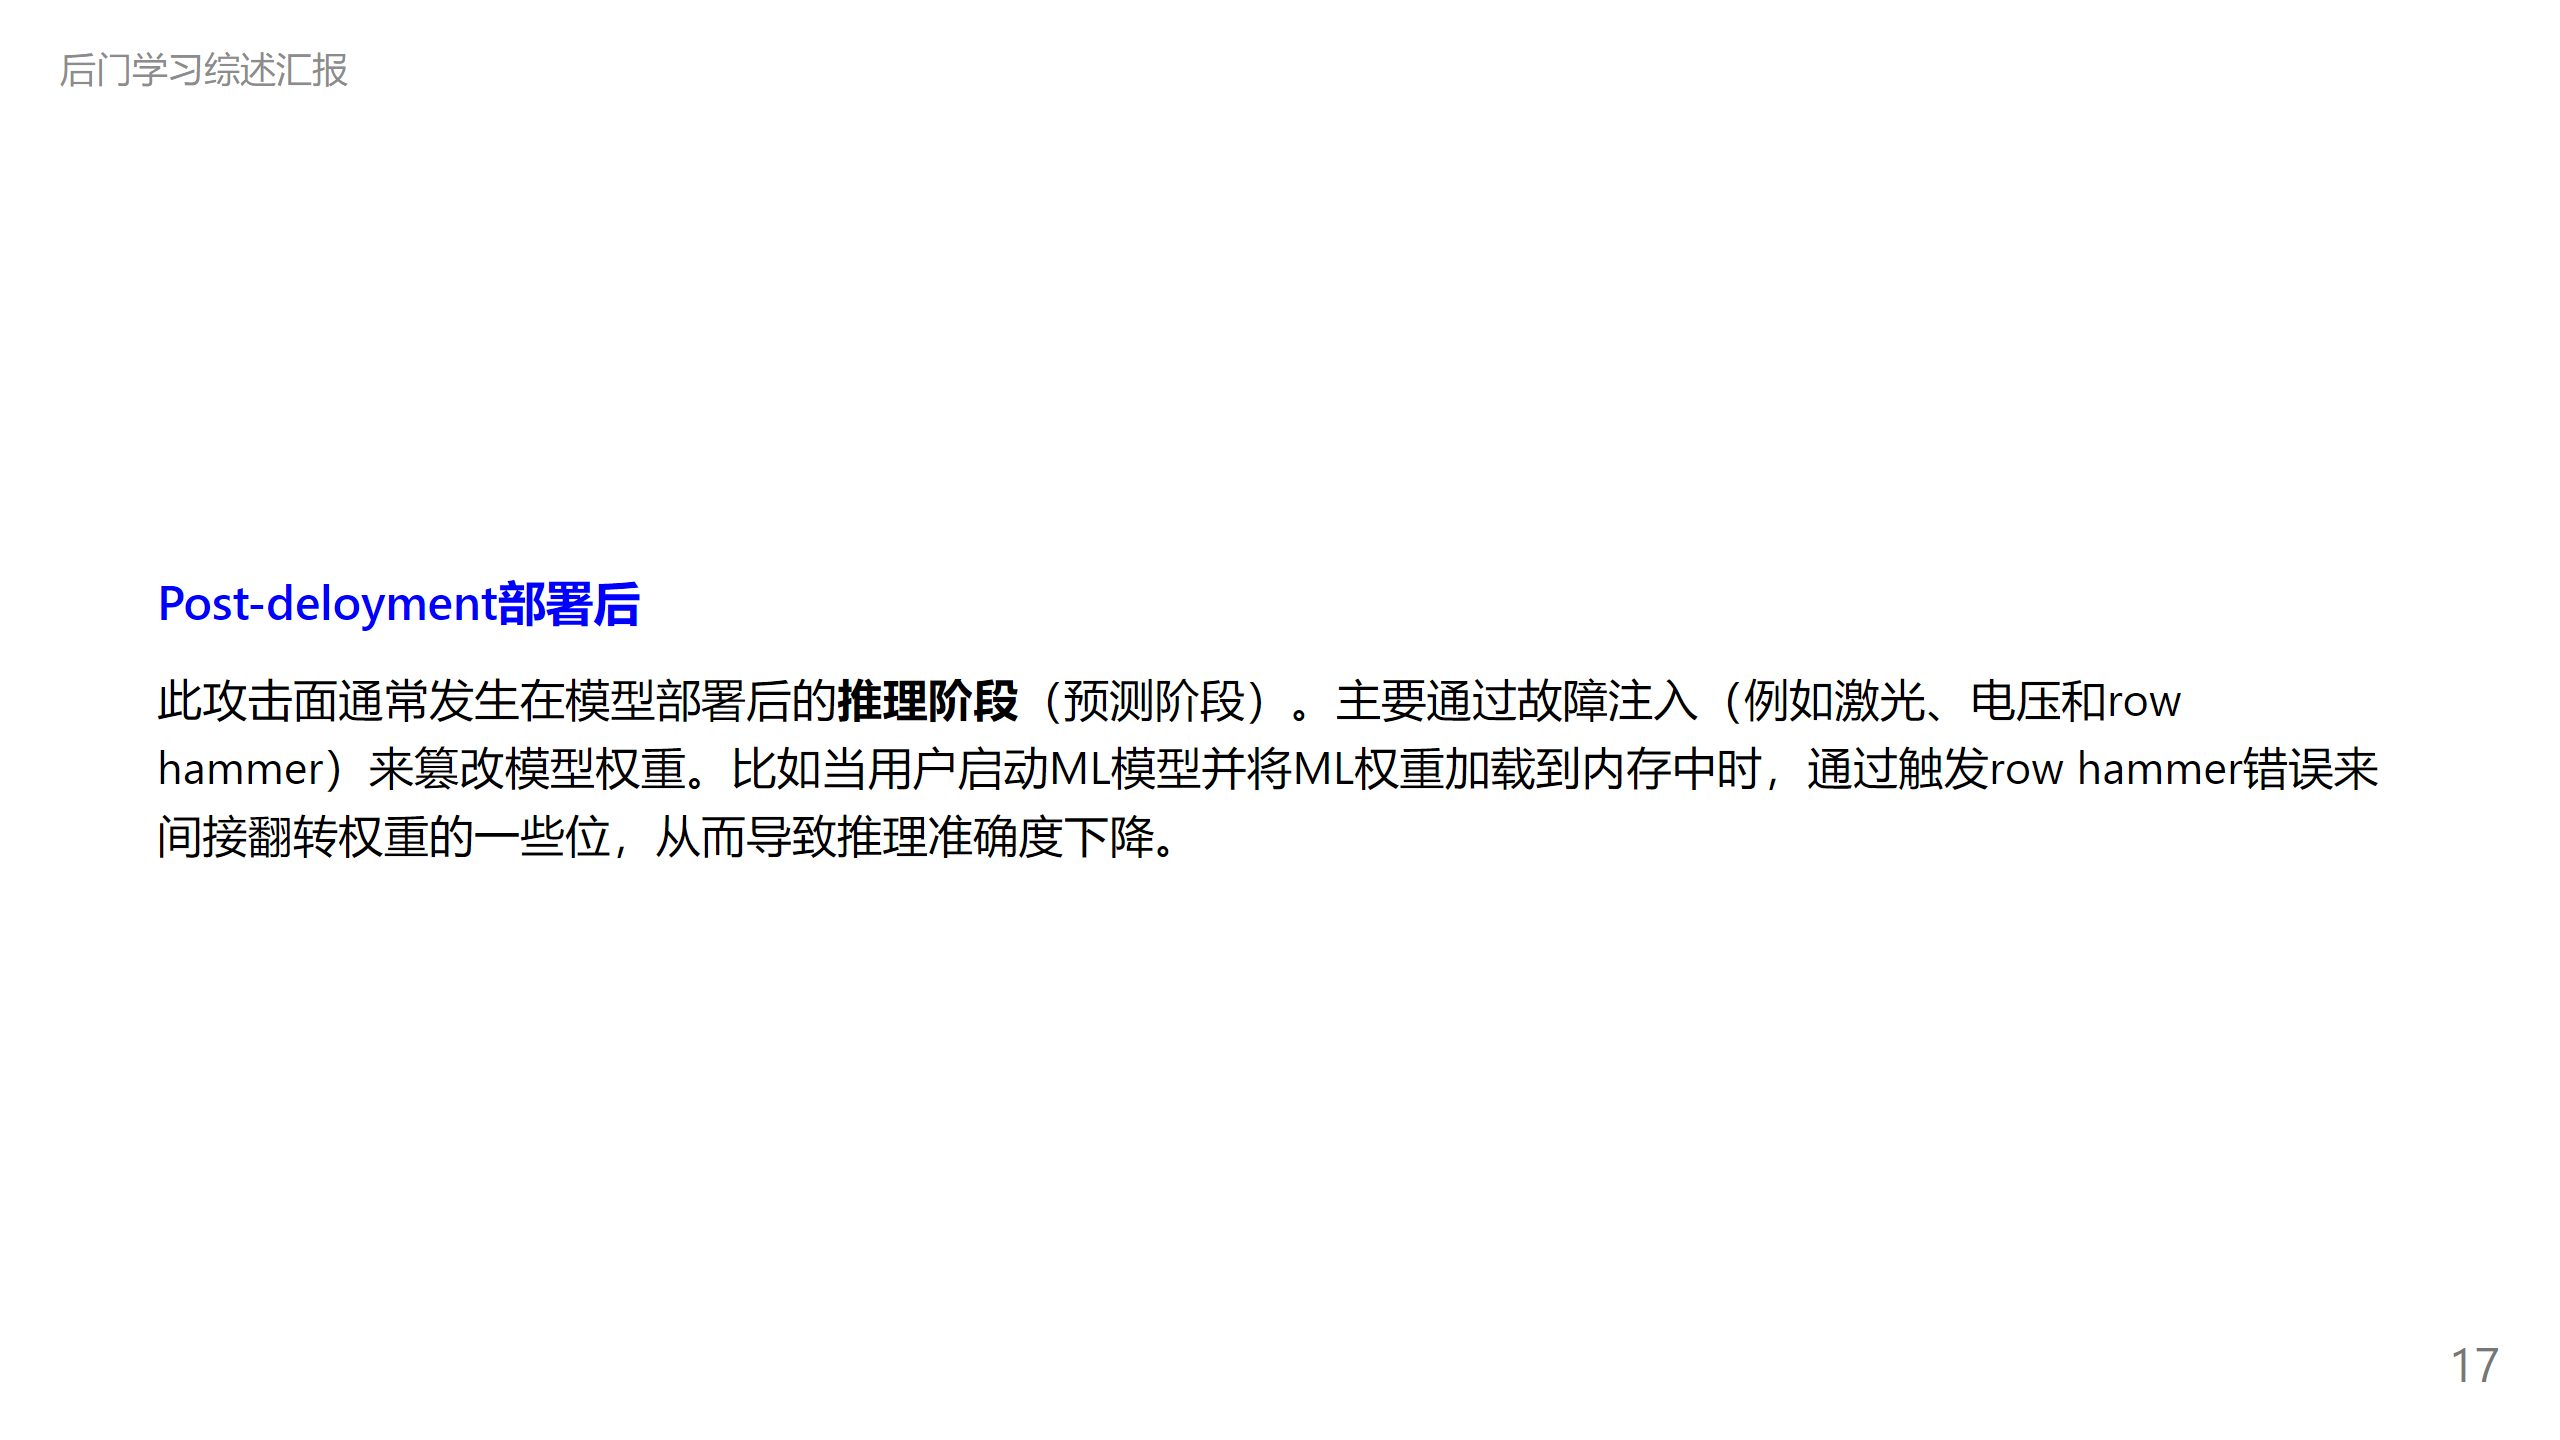 后门学习综述汇报
Post-deloyment部署后
此攻击面通常发生在模型部署后的推理阶段（预测阶段）。主要通过故障注入（例如激光、电压和row
hammer）来篡改模型权重。比如当用户启动ML模型并将ML权重加载到内存中时，通过触发row hammer错误来
间接翻转权重的一些位，从而导致推理准确度下降。
17